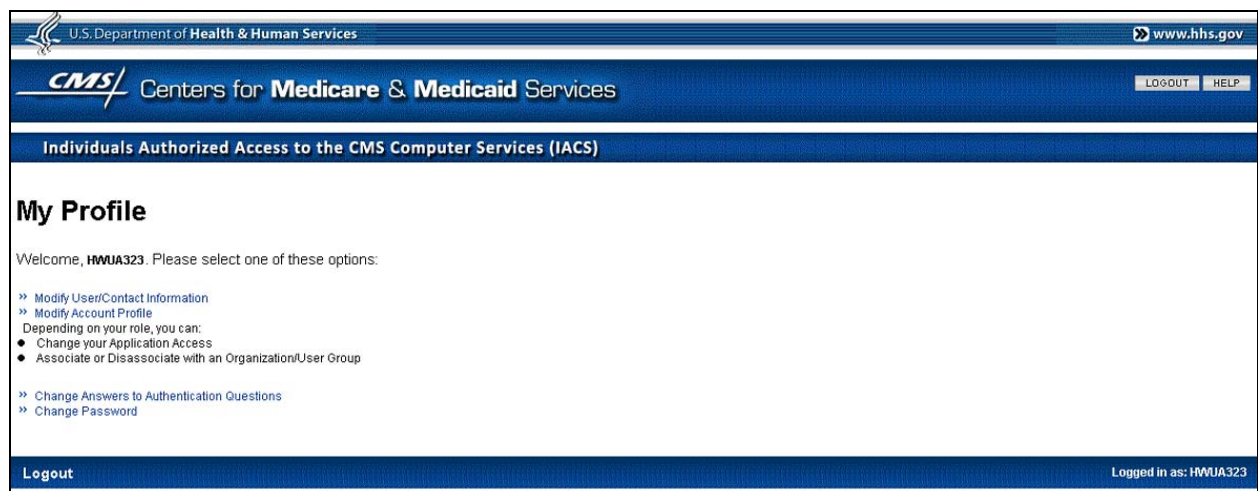 U.S. Department of Health & Human Services
www.hhs.gov
CMS Centers for Medicare & Medicaid Services
LOGOUT HELP
Individuals Authorized Access to the CMS Computer Services (IACS)
My Profile
Welcome, HWUA323. Please select one of these options:
» Modify User/Contact Information
» Modify Account Profile
Depending on your role, you can:
● Change your Application Access
● Associate or Disassociate with an Organization/User Group
» Change Answers to Authentication Questions
» Change Password
Logout
Logged in as: HWUA323